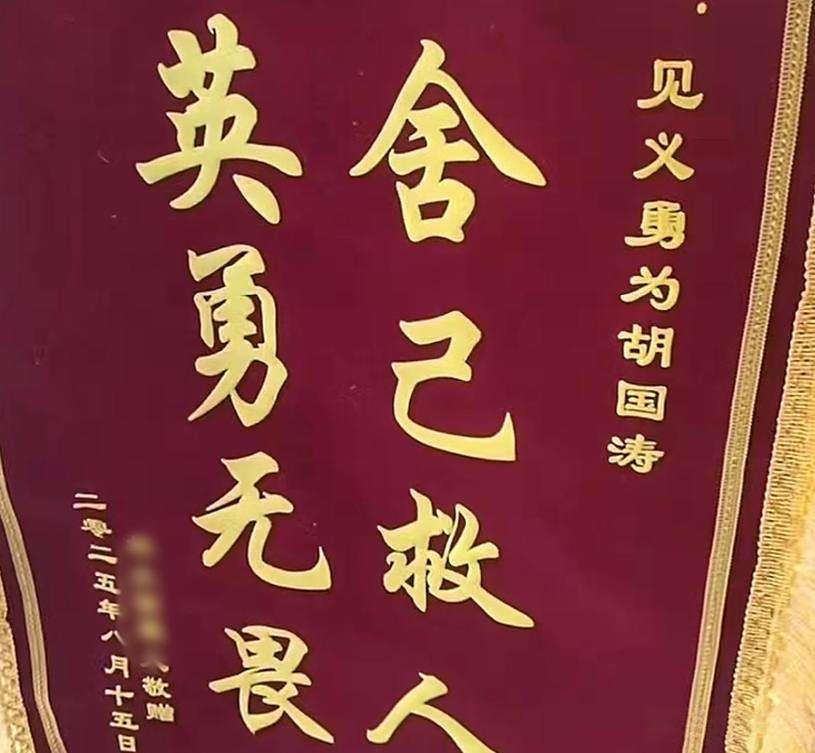 见义勇为胡国涛
舍己救人
英勇无畏
敬赠
二零二五年八月十五日